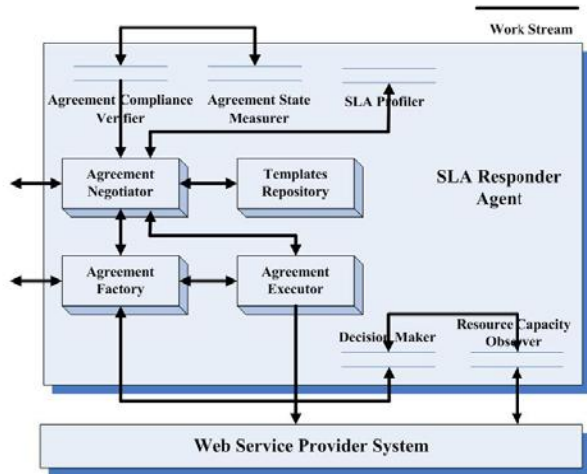 Work Stream
Agreement Compliance
Verifier
Agreement State
Measurer
SLA Profiler
Agreement
Negotiator
Templates
Repository
SLA Responder
Agent
Agreement
Factory
Agreement
Executor
Decision Maker
Resource Capacity
Observer
Web Service Provider System